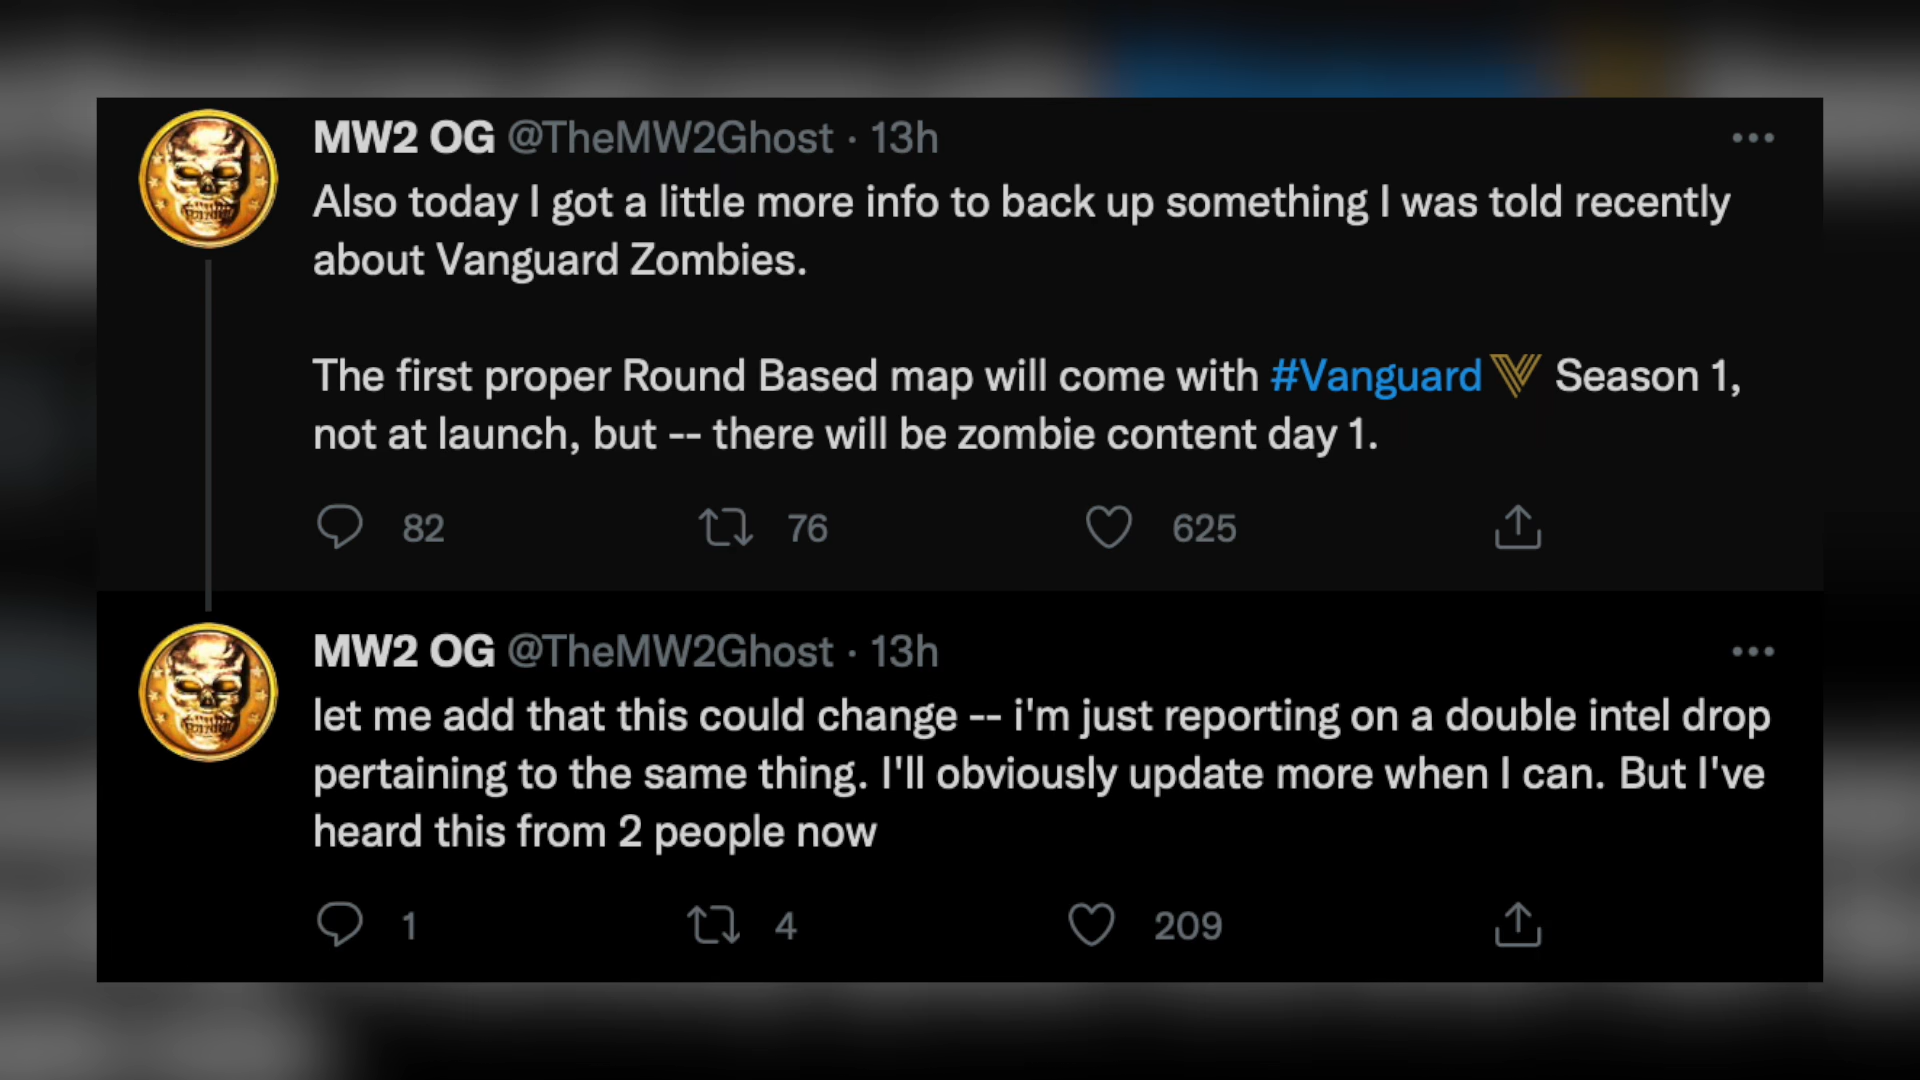 MW2 OG @TheMW2Ghost · 13h
Also today I got a little more info to back up something I was told recently
about Vanguard Zombies.
The first proper Round Based map will come with #Vanguard Season 1,
not at launch, but -- there will be zombie content day 1.
82 76 625
MW2 OG @TheMW2Ghost · 13h
let me add that this could change -- i'm just reporting on a double intel drop
pertaining to the same thing. I'll obviously update more when I can. But I've
heard this from 2 people now
1 4 209